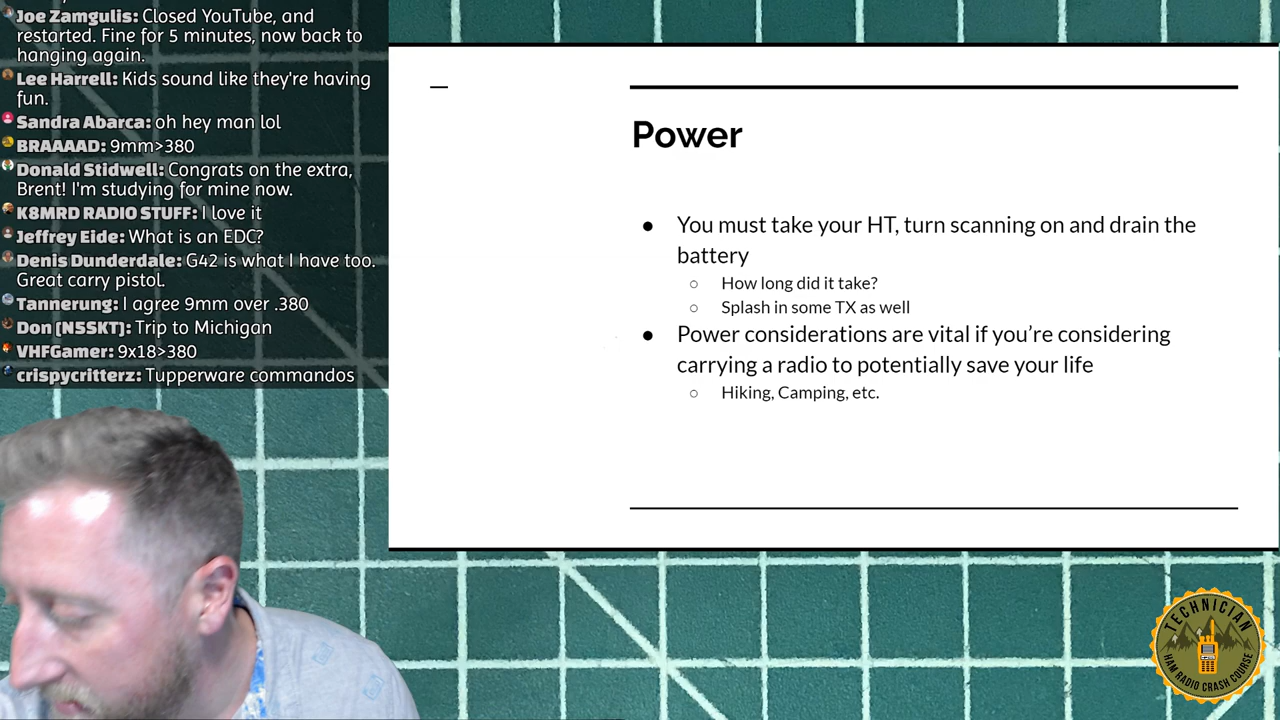 Joe Zamgulis: Closed YouTube, and
restarted. Fine for 5 minutes, now back to
hanging again.
Lee Harrell: Kids sound like they're having
fun.
Sandra Abarca: oh hey man lol
BRAAAAD: 9mm>380
Donald Stidwell: Congrats on the extra,
Brent! I'm studying for mine now.
K8MRD RADIO STUFF: I love it
Jeffrey Eide: What is an EDC?
Denis Dunderdale: G42 is what I have too.
Great carry pistol.
Tannerung: I agree 9mm over .380
Don (N5SKT): Trip to Michigan
VHFGamer: 9x18>380
crispycritterz: Tupperware commandos
Power
● You must take your HT, turn scanning on and drain the
battery
○ How long did it take?
○ Splash in some TX as well
● Power considerations are vital if you’re considering
carrying a radio to potentially save your life
○ Hiking, Camping, etc.
TECHNICIAN
HAM RADIO CRASH COURSE